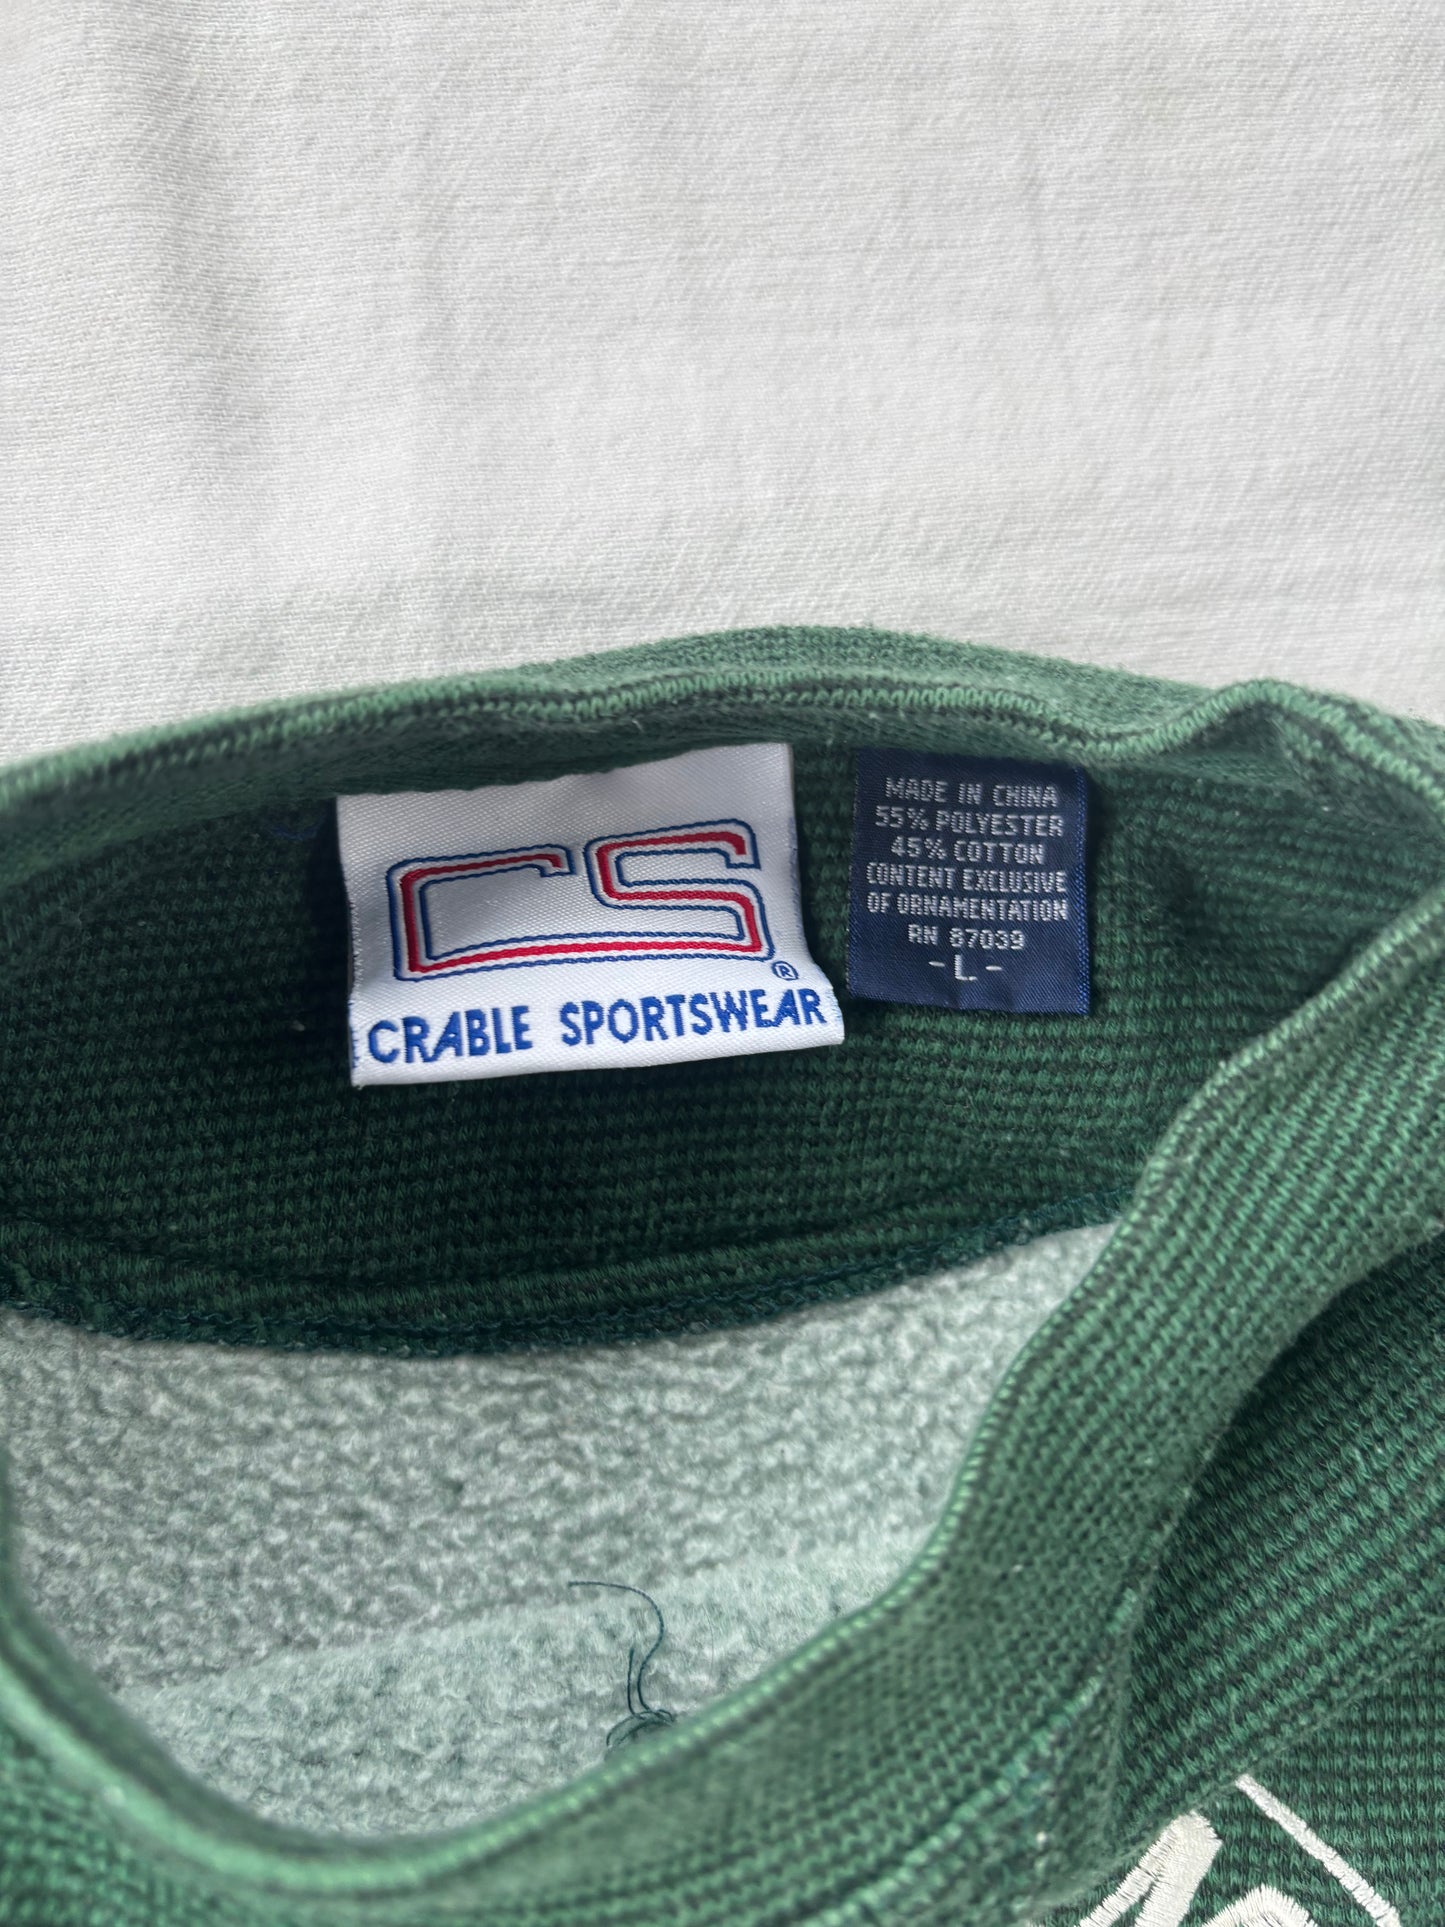 CS
®
CRABLE SPORTSWEAR
MADE IN CHINA
55% POLYESTER
45% COTTON
CONTENT EXCLUSIVE
OF ORNAMENTATION
RN 87039
-L-